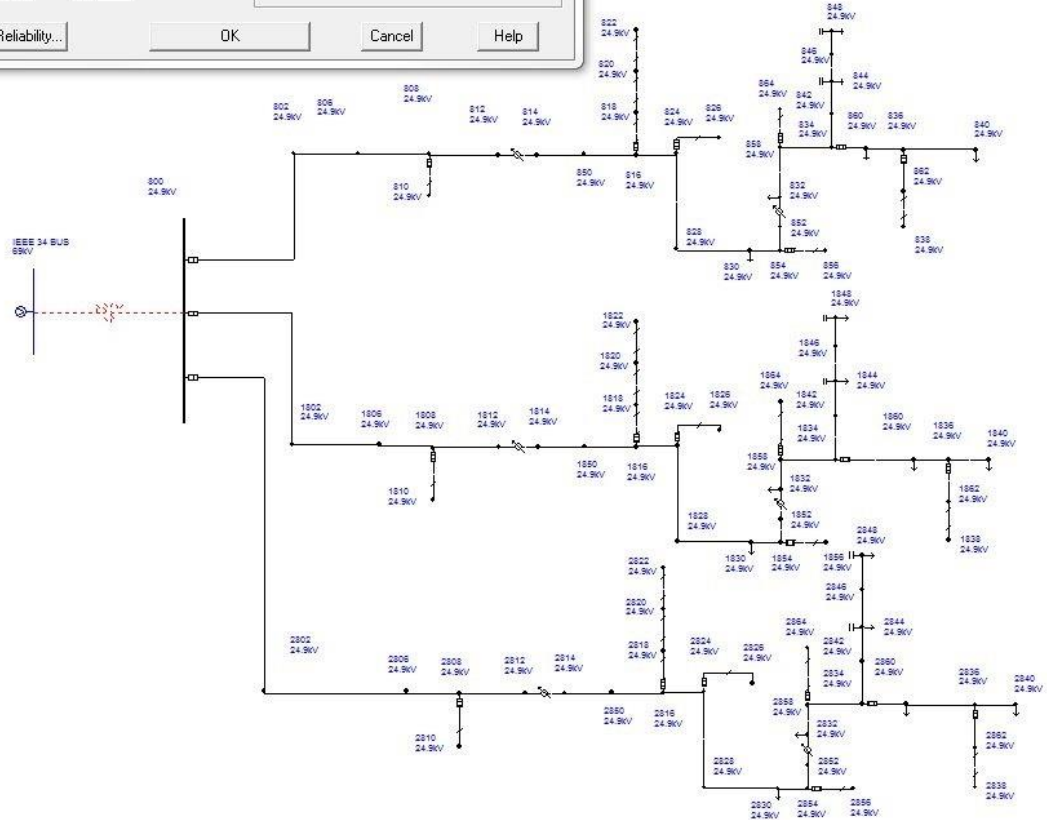 Reliability...
OK
Cancel
Help
IEEE 34 BUS
69kV
800
24.9kV
802
24.9kV
806
24.9kV
808
24.9kV
810
24.9kV
812
24.9kV
814
24.9kV
850
24.9kV
816
24.9kV
822
24.9kV
820
24.9kV
818
24.9kV
824
24.9kV
826
24.9kV
828
24.9kV
830
24.9kV
854
24.9kV
856
24.9kV
852
24.9kV
832
24.9kV
858
24.9kV
864
24.9kV
842
24.9kV
834
24.9kV
848
24.9kV
846
24.9kV
844
24.9kV
860
24.9kV
836
24.9kV
840
24.9kV
862
24.9kV
838
24.9kV
1802
24.9kV
1806
24.9kV
1808
24.9kV
1810
24.9kV
1812
24.9kV
1814
24.9kV
1850
24.9kV
1816
24.9kV
1822
24.9kV
1820
24.9kV
1818
24.9kV
1824
24.9kV
1826
24.9kV
1828
24.9kV
1830
24.9kV
1854
24.9kV
1856
24.9kV
1852
24.9kV
1832
24.9kV
1858
24.9kV
1864
24.9kV
1842
24.9kV
1834
24.9kV
1848
24.9kV
1846
24.9kV
1844
24.9kV
1860
24.9kV
1836
24.9kV
1840
24.9kV
1862
24.9kV
1838
24.9kV
2802
24.9kV
2806
24.9kV
2808
24.9kV
2810
24.9kV
2812
24.9kV
2814
24.9kV
2850
24.9kV
2816
24.9kV
2822
24.9kV
2820
24.9kV
2818
24.9kV
2824
24.9kV
2826
24.9kV
2828
24.9kV
2830
24.9kV
2854
24.9kV
2856
24.9kV
2852
24.9kV
2832
24.9kV
2858
24.9kV
2864
24.9kV
2842
24.9kV
2834
24.9kV
2848
24.9kV
2846
24.9kV
2844
24.9kV
2860
24.9kV
2836
24.9kV
2840
24.9kV
2862
24.9kV
2838
24.9kV